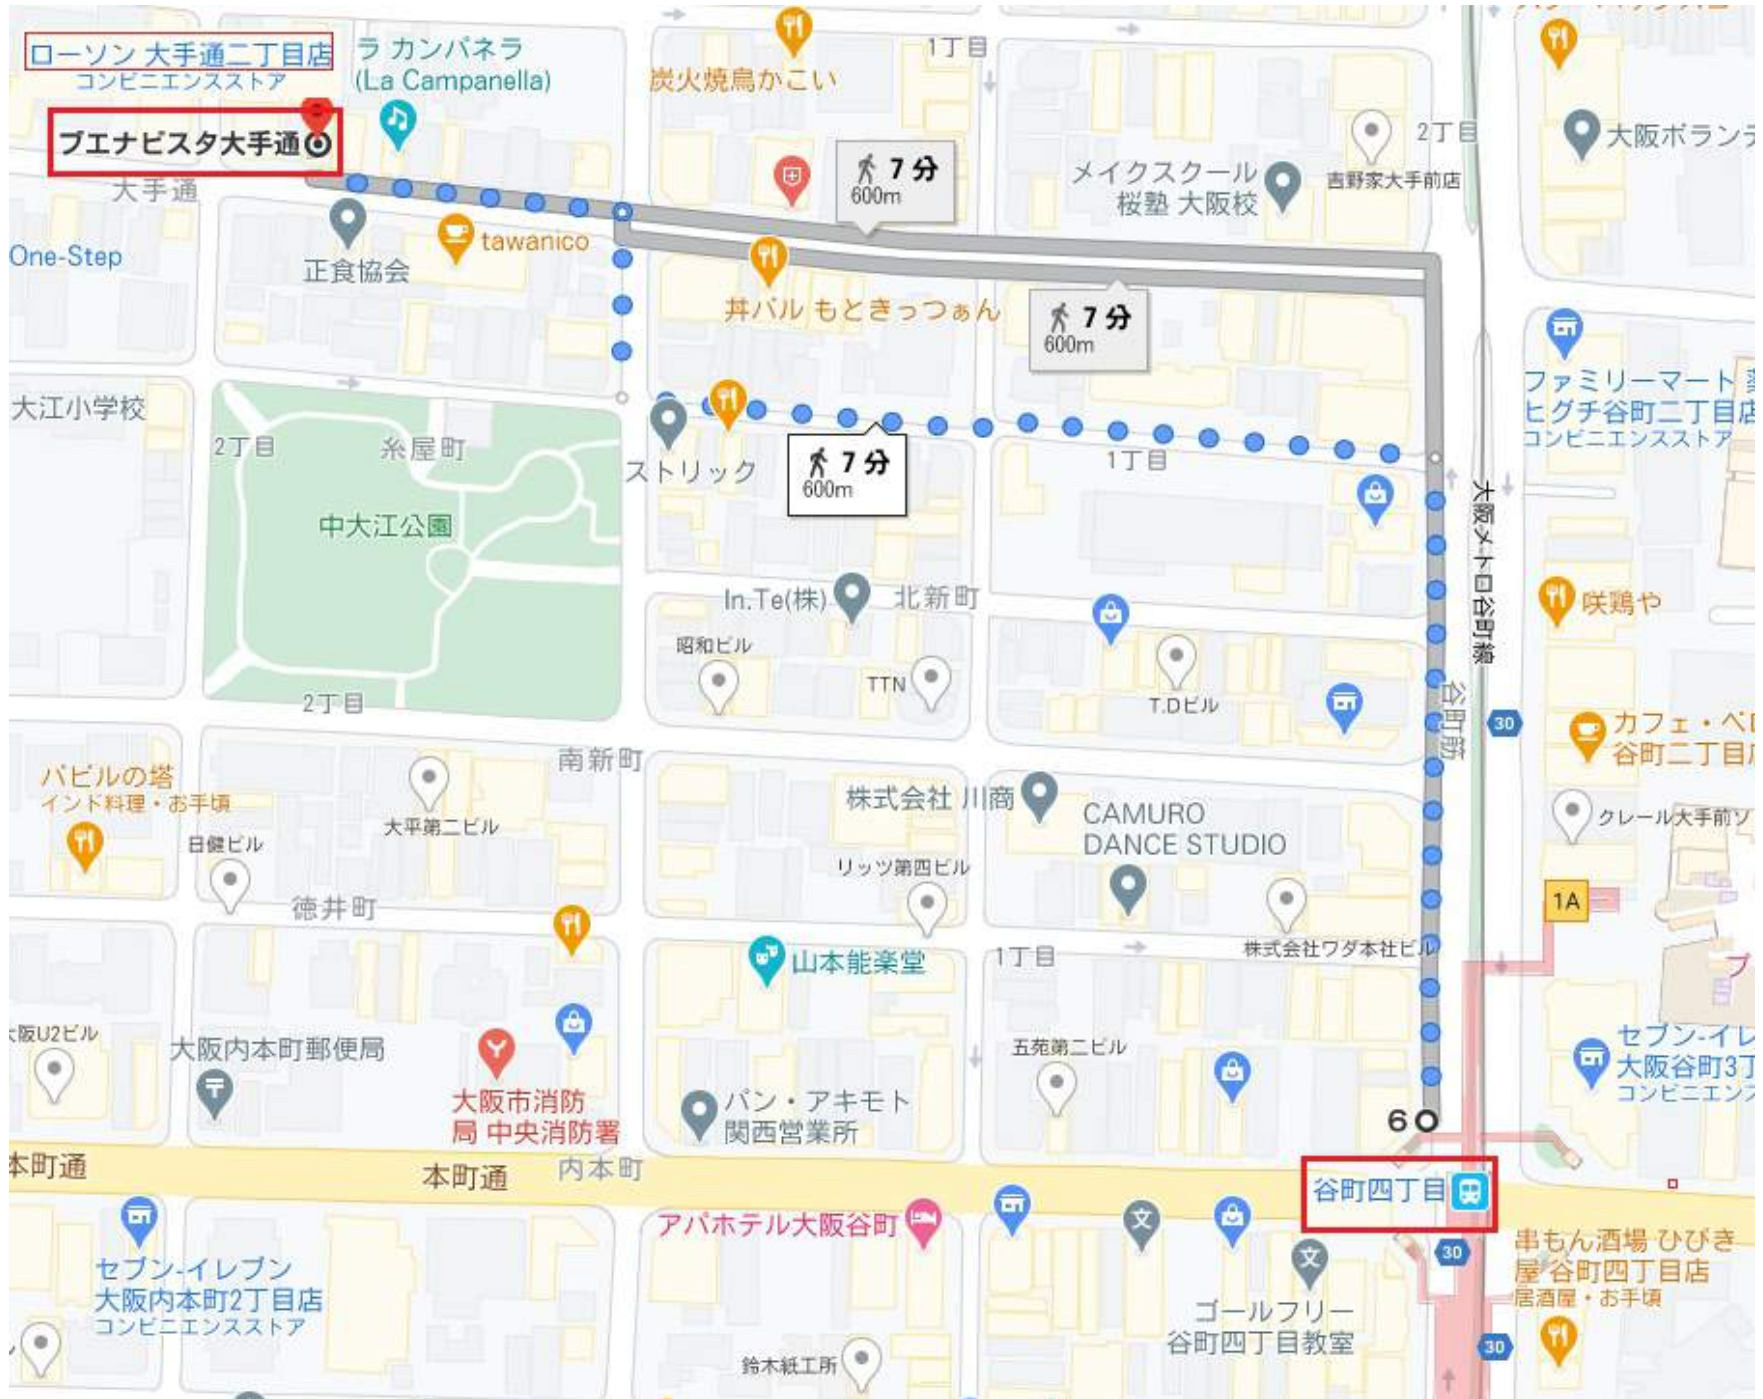 ローソン 大手通二丁目店
コンビニエンスストア
ラ カンパネラ
(La Campanella)
炭火焼鳥かこい
1丁目
ブエナビスタ大手通
大手通
7 分
600m
メイクスクール
桜塾 大阪校
2丁目
吉野家大手前店
大阪ボランテ
One-Step
正食協会
tawanico
丼バル もときっつぁん
7 分
600m
ファミリーマート 薬
ヒグチ谷町二丁目店
コンビニエンスストア
大江小学校
2丁目
糸屋町
ストリック
7 分
600m
1丁目
中大江公園
大阪メトロ谷町線
In.Te(株)
北新町
咲鶏や
昭和ビル
TTN
T.Dビル
2丁目
谷町筋
30
カフェ・ベ
谷町二丁目
南新町
バビルの塔
インド料理・お手頃
大平第二ビル
株式会社 川商
CAMURO
DANCE STUDIO
クレール大手前ソ
日健ビル
リッツ第四ビル
徳井町
1A
株式会社ワダ本社ビル
山本能楽堂
1丁目
ブ
大阪U2ビル
大阪内本町郵便局
五苑第二ビル
セブン-イレ
大阪谷町3丁
コンビニエンス
大阪市消防
局 中央消防署
パン・アキモト
関西営業所
6
本町通
本町通
内本町
谷町四丁目
アパホテル大阪谷町
文
30
串もん酒場 ひびき
屋 谷町四丁目店
居酒屋・お手頃
セブン-イレブン
大阪内本町2丁目店
コンビニエンスストア
文
ゴールフリー
谷町四丁目教室
30
鈴木紙工所